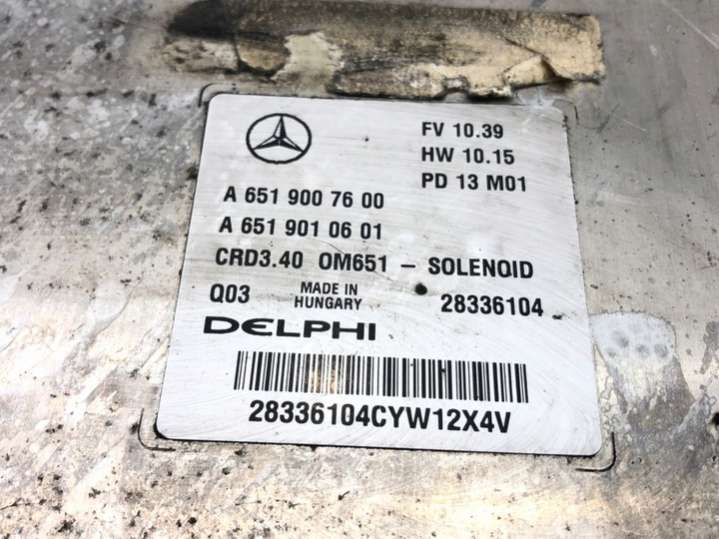 FV 10.39
HW 10.15
PD 13 M01
A 651 900 76 00
A 651 901 06 01
CRD3.40 OM651 – SOLENOID
Q03 MADE IN HUNGARY 28336104
DELPHI
28336104CYW12X4V